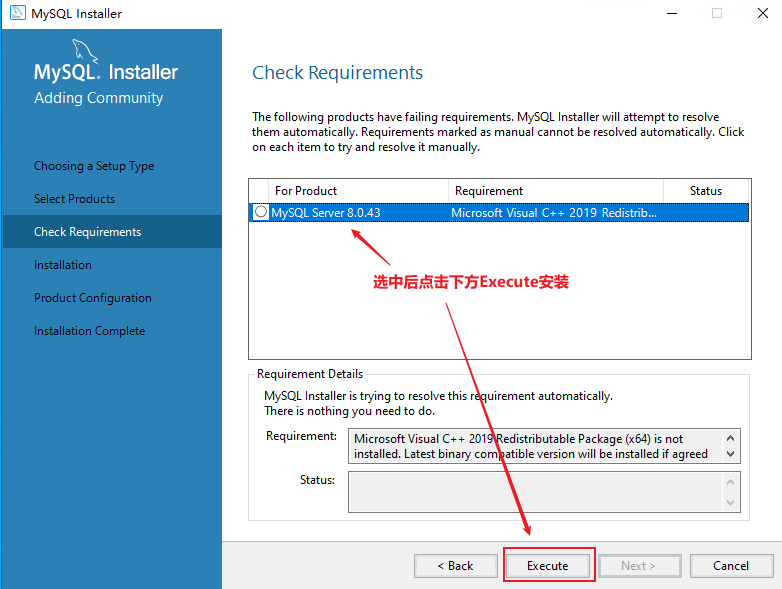 MySQL Installer
MySQL. Installer
Adding Community
Choosing a Setup Type
Select Products
Check Requirements
Installation
Product Configuration
Installation Complete
Check Requirements
The following products have failing requirements. MySQL Installer will attempt to resolve
them automatically. Requirements marked as manual cannot be resolved automatically. Click
on each item to try and resolve it manually.
For Product Requirement Status
MySQL Server 8.0.43 Microsoft Visual C++ 2019 Redistrib...
选中后点击下方Execute安装
Requirement Details
MySQL Installer is trying to resolve this requirement automatically.
There is nothing you need to do.
Requirement: Microsoft Visual C++ 2019 Redistributable Package (x64) is not
installed. Latest binary compatible version will be installed if agreed
Status:
< Back Execute Next > Cancel